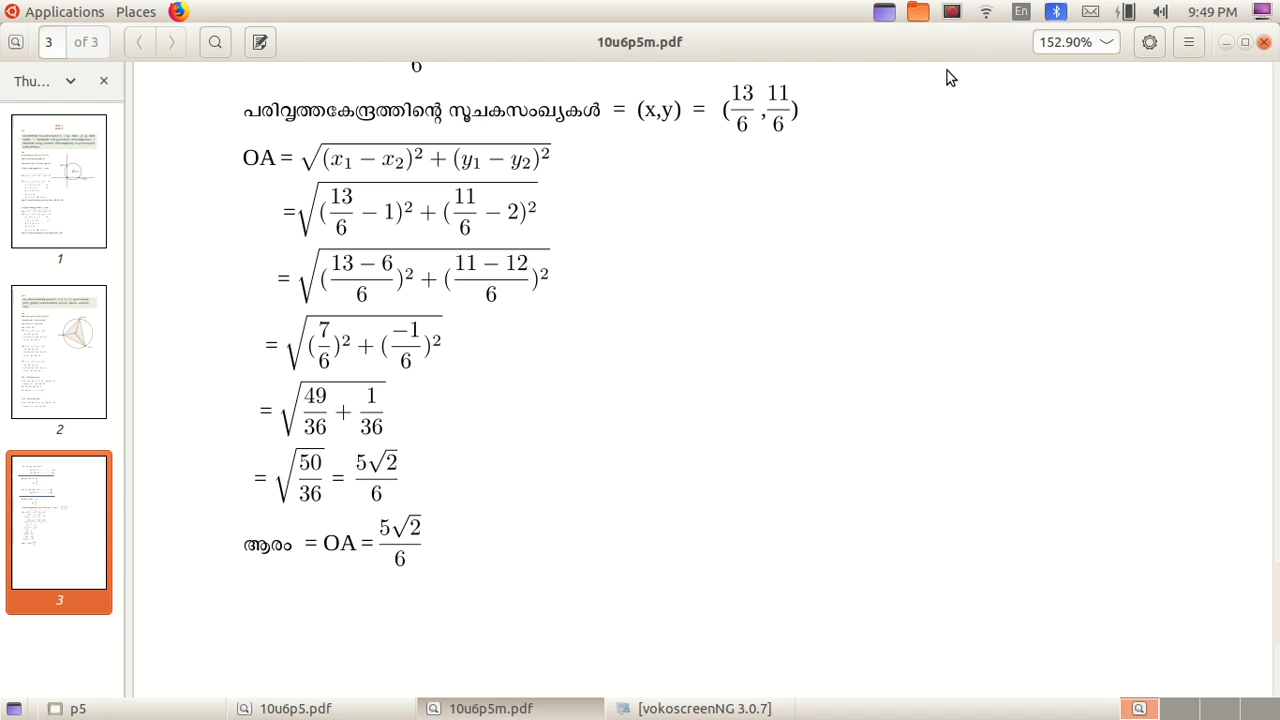 Applications Places En 9:49 PM
3 of 3 10u6p5m.pdf 152.90%
Thu...
6
പരിവൃത്തകേന്ദ്രത്തിന്റെ സൂചകസംഖ്യകൾ = (x,y) = (13/6 ,11/6)
OA = √((x₁ − x₂)² + (y₁ − y₂)²)
=√((13/6 − 1)² + (11/6 − 2)²)
= √(((13 − 6)/6)² + ((11 − 12)/6)²)
= √((7/6)² + (−1/6)²)
= √(49/36 + 1/36)
= √(50/36) = 5√2/6
ആരം = OA = 5√2/6
1
2
3
p5 10u6p5.pdf 10u6p5m.pdf [vokoscreenNG 3.0.7]